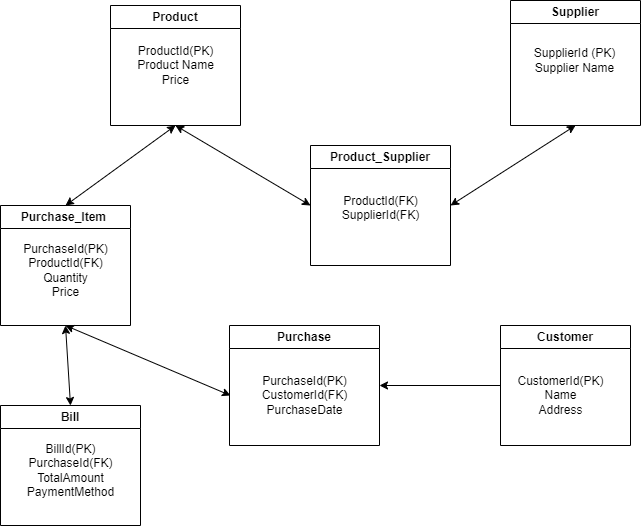 Product
ProductId(PK)
Product Name
Price
Supplier
SupplierId (PK)
Supplier Name
Product_Supplier
ProductId(FK)
SupplierId(FK)
Purchase_Item
PurchaseId(PK)
ProductId(FK)
Quantity
Price
Purchase
PurchaseId(PK)
CustomerId(FK)
PurchaseDate
Customer
CustomerId(PK)
Name
Address
Bill
BillId(PK)
PurchaseId(FK)
TotalAmount
PaymentMethod